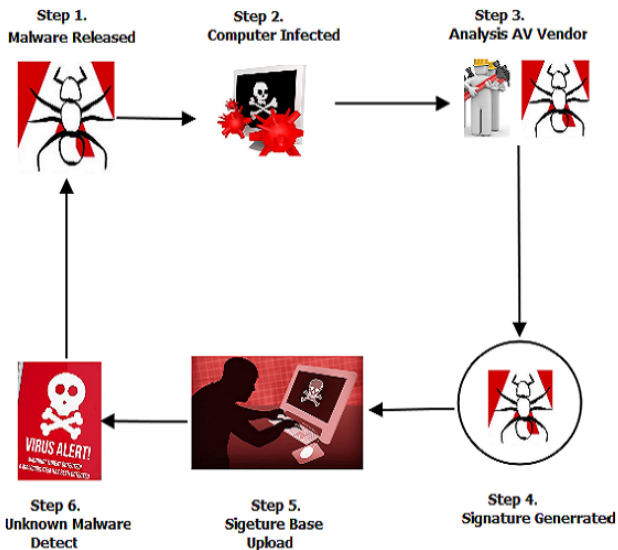 Step 1.
Malware Released
Step 2.
Computer Infected
Step 3.
Analysis AV Vendor
Step 4.
Signature Generrated
Step 5.
Sigeture Base
Upload
VIRUS ALERT!
Step 6.
Unknown Malware
Detect